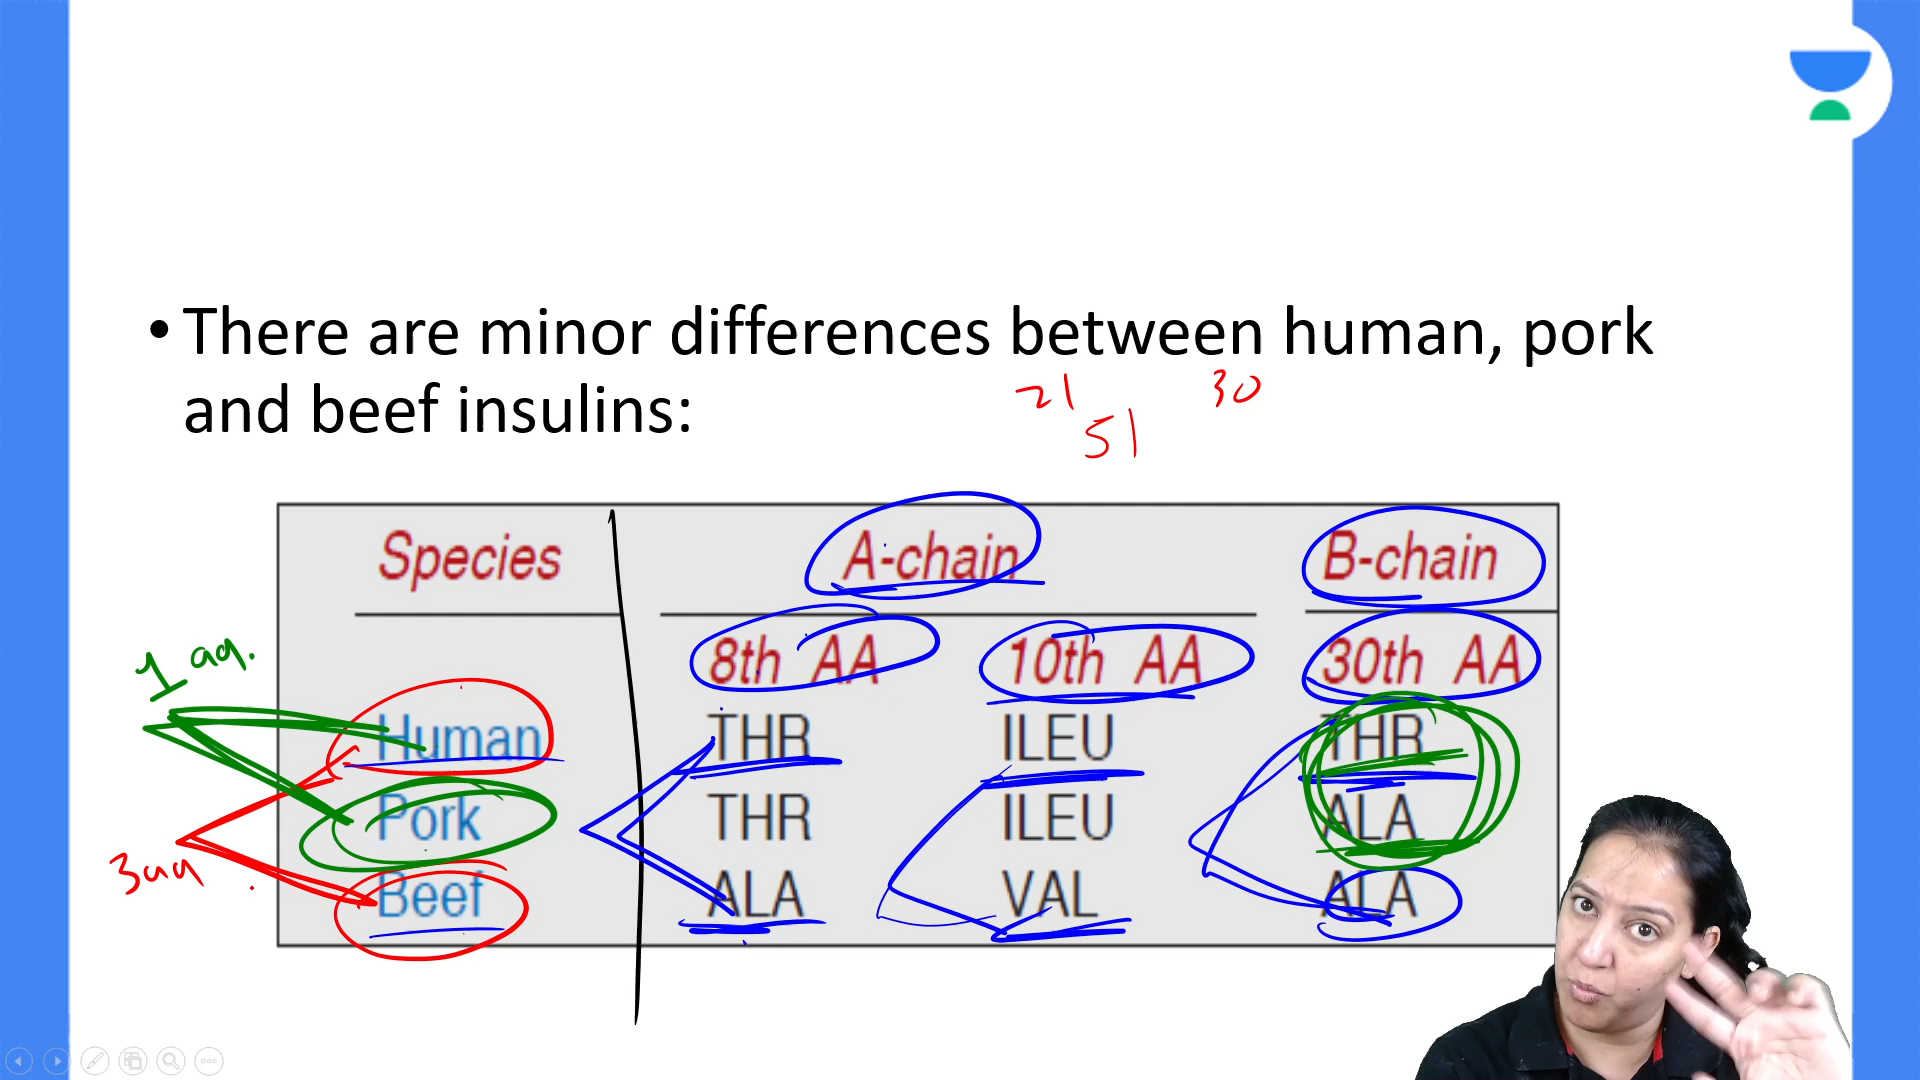 • There are minor differences between human, pork
and beef insulins:
21 30
51
Species A-chain B-chain
8th AA 10th AA 30th AA
1 aa.
Human THR ILEU THR
Pork THR ILEU ALA
3aa
Beef ALA VAL ALA